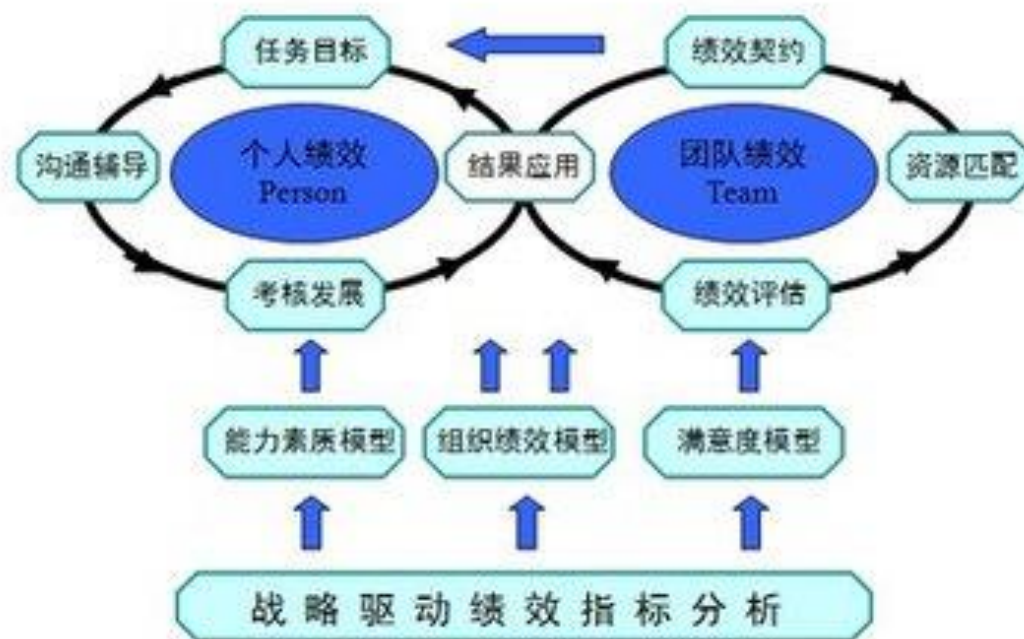 任务目标
绩效契约
沟通辅导
个人绩效
Person
结果应用
团队绩效
Team
资源匹配
考核发展
绩效评估
能力素质模型
组织绩效模型
满意度模型
战略驱动绩效指标分析